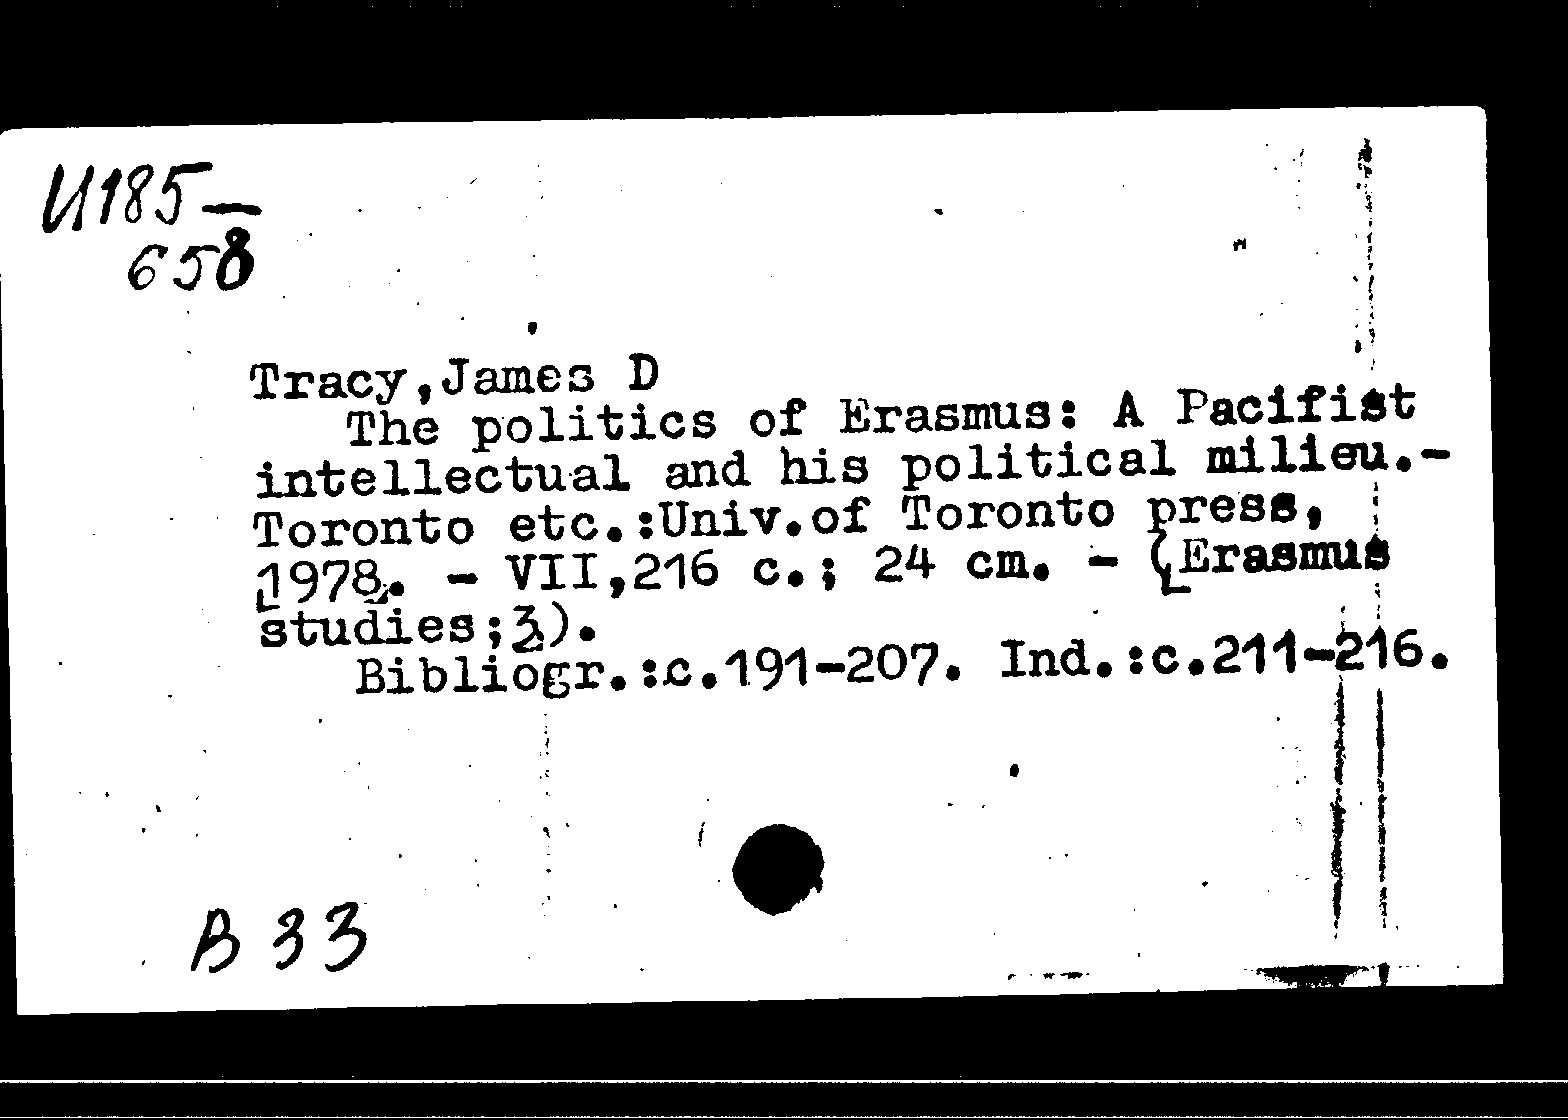 И185-
658
Tracy,James D
The politics of Erasmus: A Pacifist
intellectual and his political milieu.-
Toronto etc.:Univ.of Toronto press,
[1978]. - VII,216 c.; 24 cm. - (Erasmus
studies;3).
Bibliogr.:c.191-207. Ind.:c.211-216.
В 33